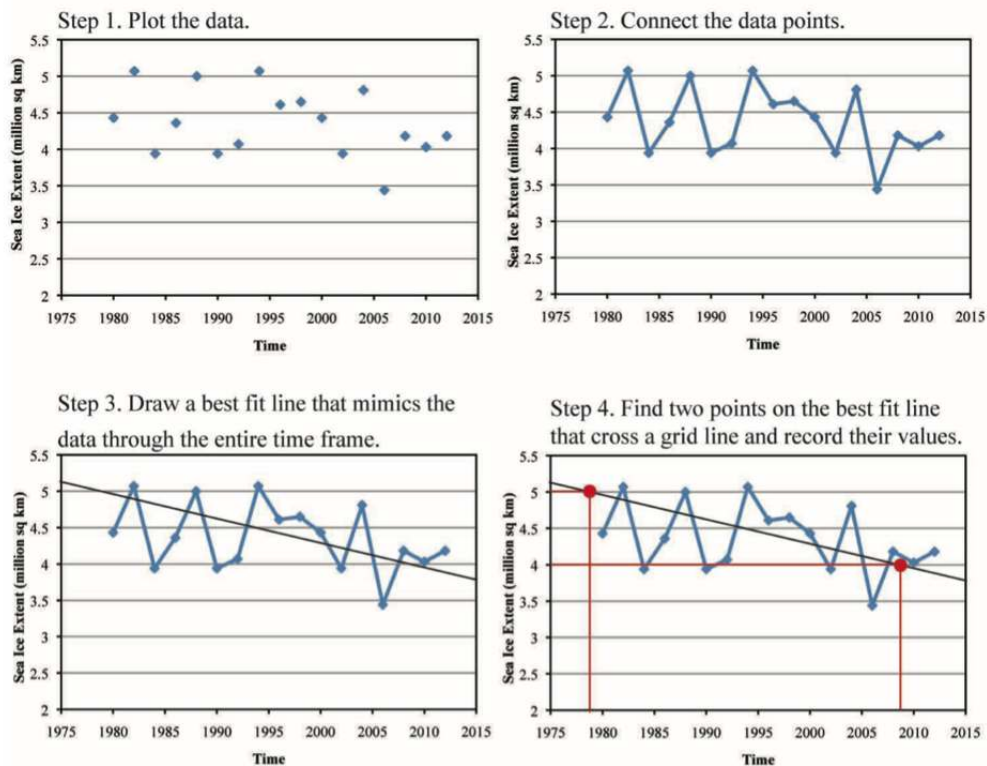 Step 1. Plot the data.
5.5
5
4.5
4
3.5
3
2.5
2
Sea Ice Extent (million sq km)
1975 1980 1985 1990 1995 2000 2005 2010 2015
Time
Step 2. Connect the data points.
5.5
5
4.5
4
3.5
3
2.5
2
Sea Ice Extent (million sq km)
1975 1980 1985 1990 1995 2000 2005 2010 2015
Time
Step 3. Draw a best fit line that mimics the
data through the entire time frame.
5.5
5
4.5
4
3.5
3
2.5
2
Sea Ice Extent (million sq km)
1975 1980 1985 1990 1995 2000 2005 2010 2015
Time
Step 4. Find two points on the best fit line
that cross a grid line and record their values.
5.5
5
4.5
4
3.5
3
2.5
2
Sea Ice Extent (million sq km)
1975 1980 1985 1990 1995 2000 2005 2010 2015
Time